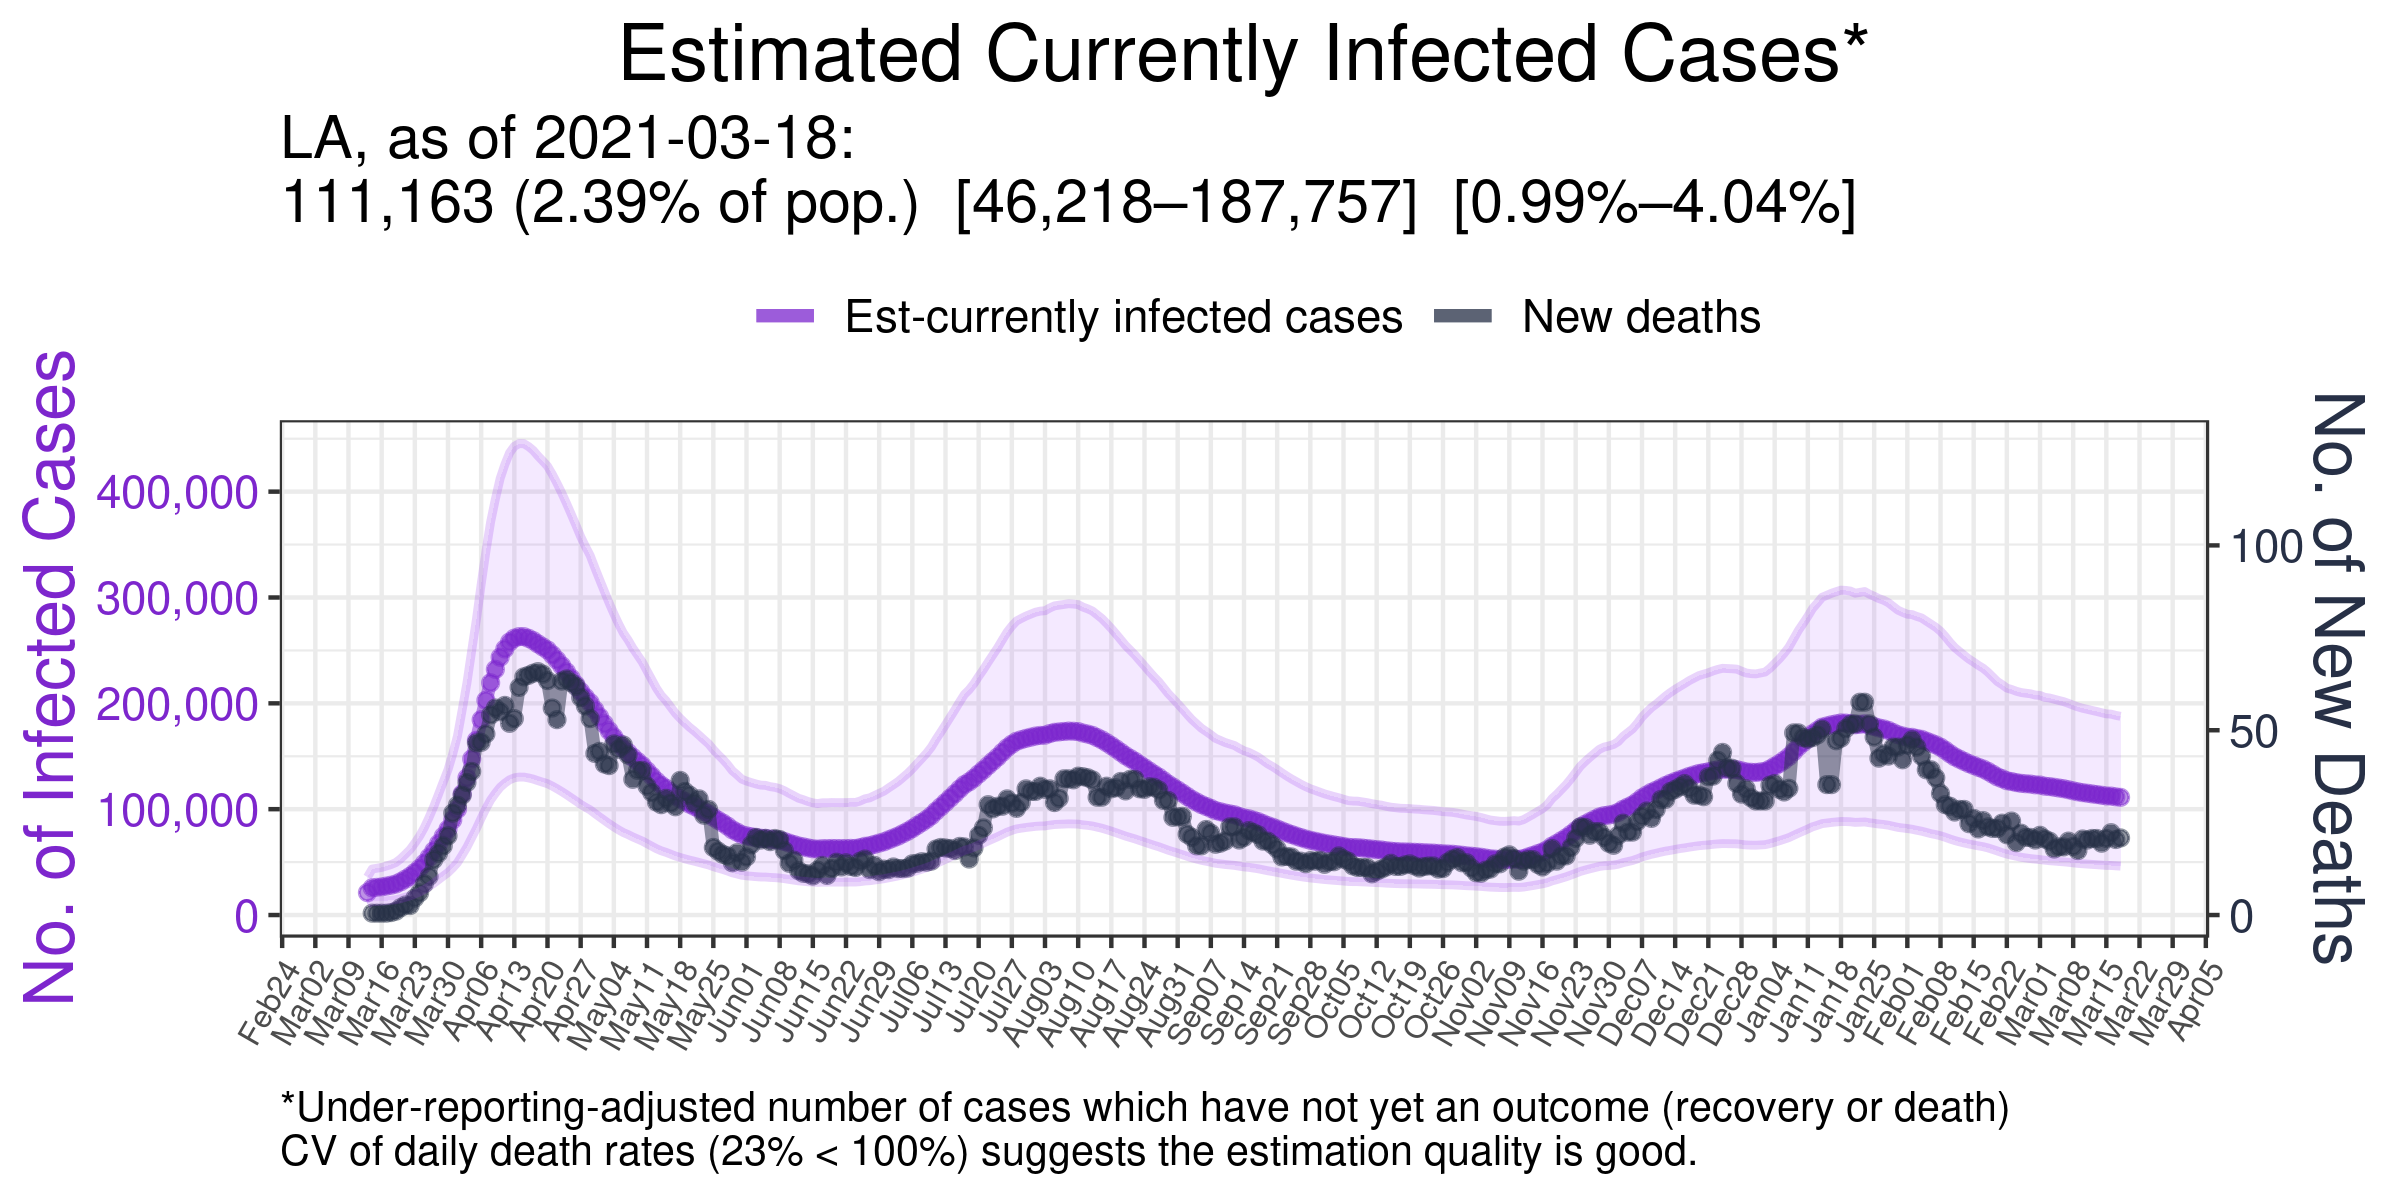 Estimated Currently Infected Cases*
LA, as of 2021-03-18:
111,163 (2.39% of pop.)  [46,218–187,757]  [0.99%–4.04%]
Est-currently infected cases
New deaths
No. of Infected Cases
400,000
300,000
200,000
100,000
0
100
50
0
No. of New Deaths
Feb24
Mar02
Mar09
Mar16
Mar23
Mar30
Apr06
Apr13
Apr20
Apr27
May04
May11
May18
May25
Jun01
Jun08
Jun15
Jun22
Jun29
Jul06
Jul13
Jul20
Jul27
Aug03
Aug10
Aug17
Aug24
Aug31
Sep07
Sep14
Sep21
Sep28
Oct05
Oct12
Oct19
Oct26
Nov02
Nov09
Nov16
Nov23
Nov30
Dec07
Dec14
Dec21
Dec28
Jan04
Jan11
Jan18
Jan25
Feb01
Feb08
Feb15
Feb22
Mar01
Mar08
Mar15
Mar22
Mar29
Apr05
*Under-reporting-adjusted number of cases which have not yet an outcome (recovery or death)
CV of daily death rates (23% < 100%) suggests the estimation quality is good.